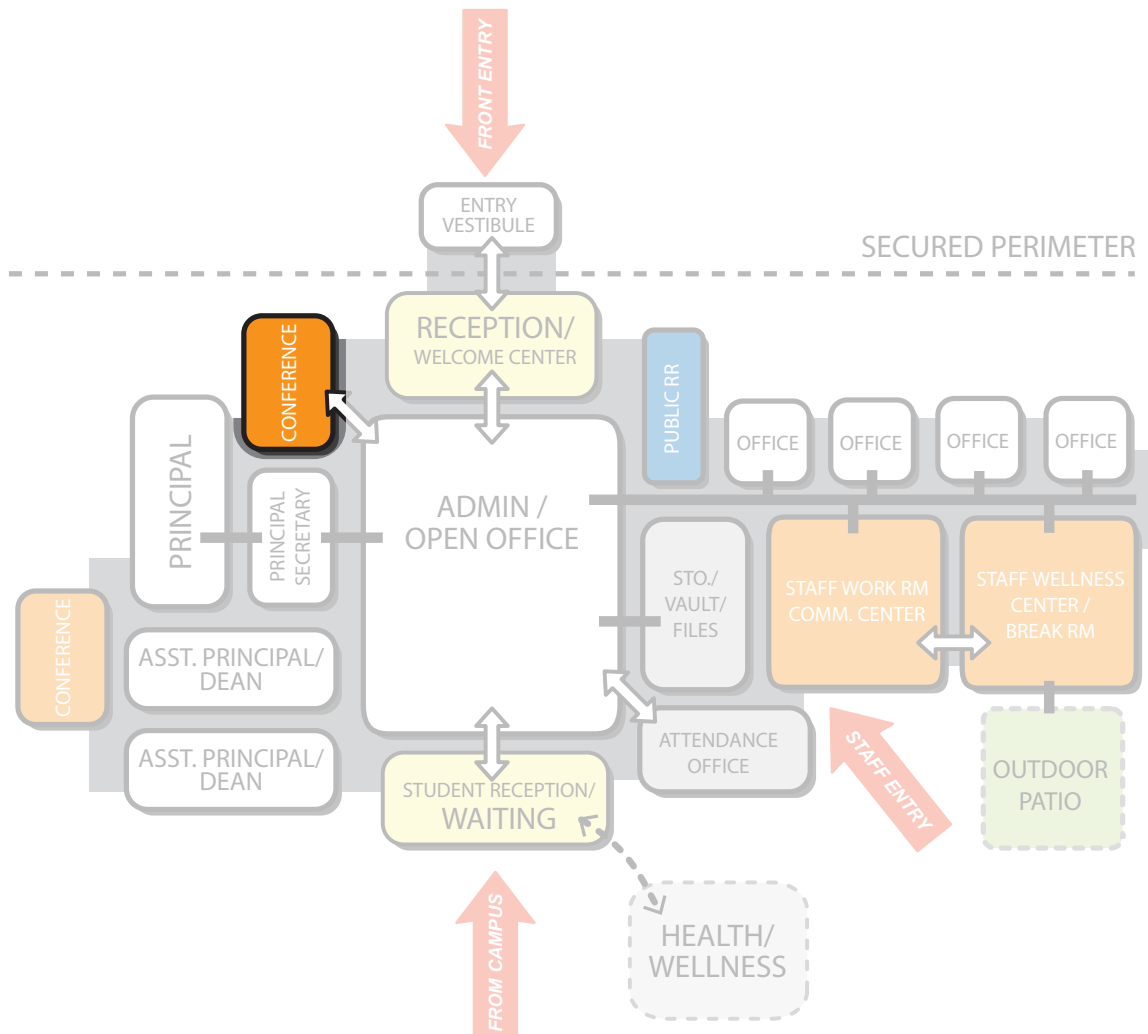 FRONT ENTRY
ENTRY
VESTIBULE
SECURED PERIMETER
RECEPTION/
WELCOME CENTER
CONFERENCE
PUBLIC RR
OFFICE
OFFICE
OFFICE
OFFICE
PRINCIPAL
PRINCIPAL
SECRETARY
ADMIN /
OPEN OFFICE
STO./
VAULT/
FILES
STAFF WORK RM
COMM. CENTER
STAFF WELLNESS
CENTER /
BREAK RM
CONFERENCE
ASST. PRINCIPAL/
DEAN
ASST. PRINCIPAL/
DEAN
STUDENT RECEPTION/
WAITING
ATTENDANCE
OFFICE
STAFF ENTRY
OUTDOOR
PATIO
FROM CAMPUS
HEALTH/
WELLNESS